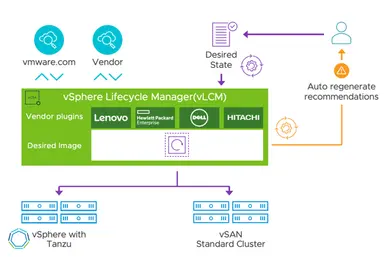 vmware.com
Vendor
Desired
State
Auto regenerate
recommendations
vSphere Lifecycle Manager(vLCM)
Vendor plugins
Lenovo
Hewlett Packard
Enterprise
DELL
HITACHI
Desired Image
vSphere with
Tanzu
vSAN
Standard Cluster